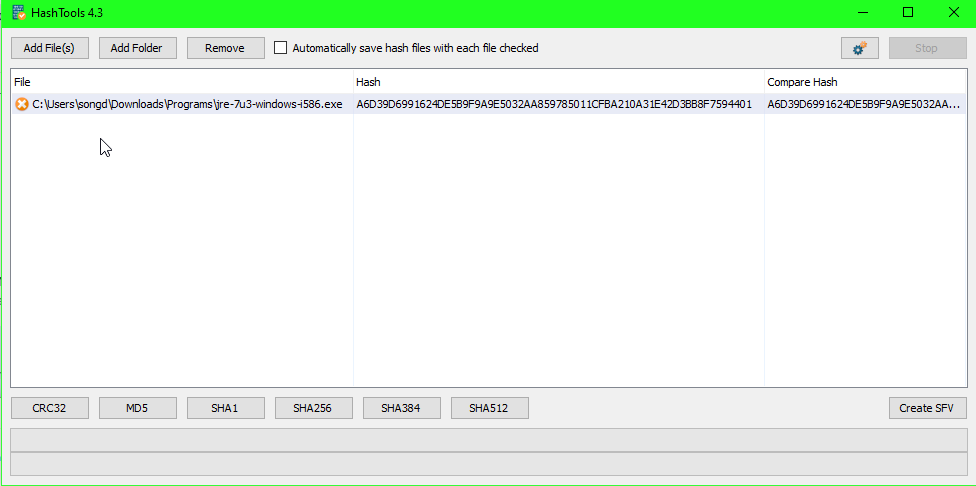 HashTools 4.3
Add File(s) Add Folder Remove Automatically save hash files with each file checked Stop
File Hash Compare Hash
C:\Users\songd\Downloads\Programs\jre-7u3-windows-i586.exe A6D39D6991624DE5B9F9A9E5032AA859785011CFBA210A31E42D3BB8F7594401 A6D39D6991624DE5B9F9A9E5032AA...
CRC32 MD5 SHA1 SHA256 SHA384 SHA512 Create SFV